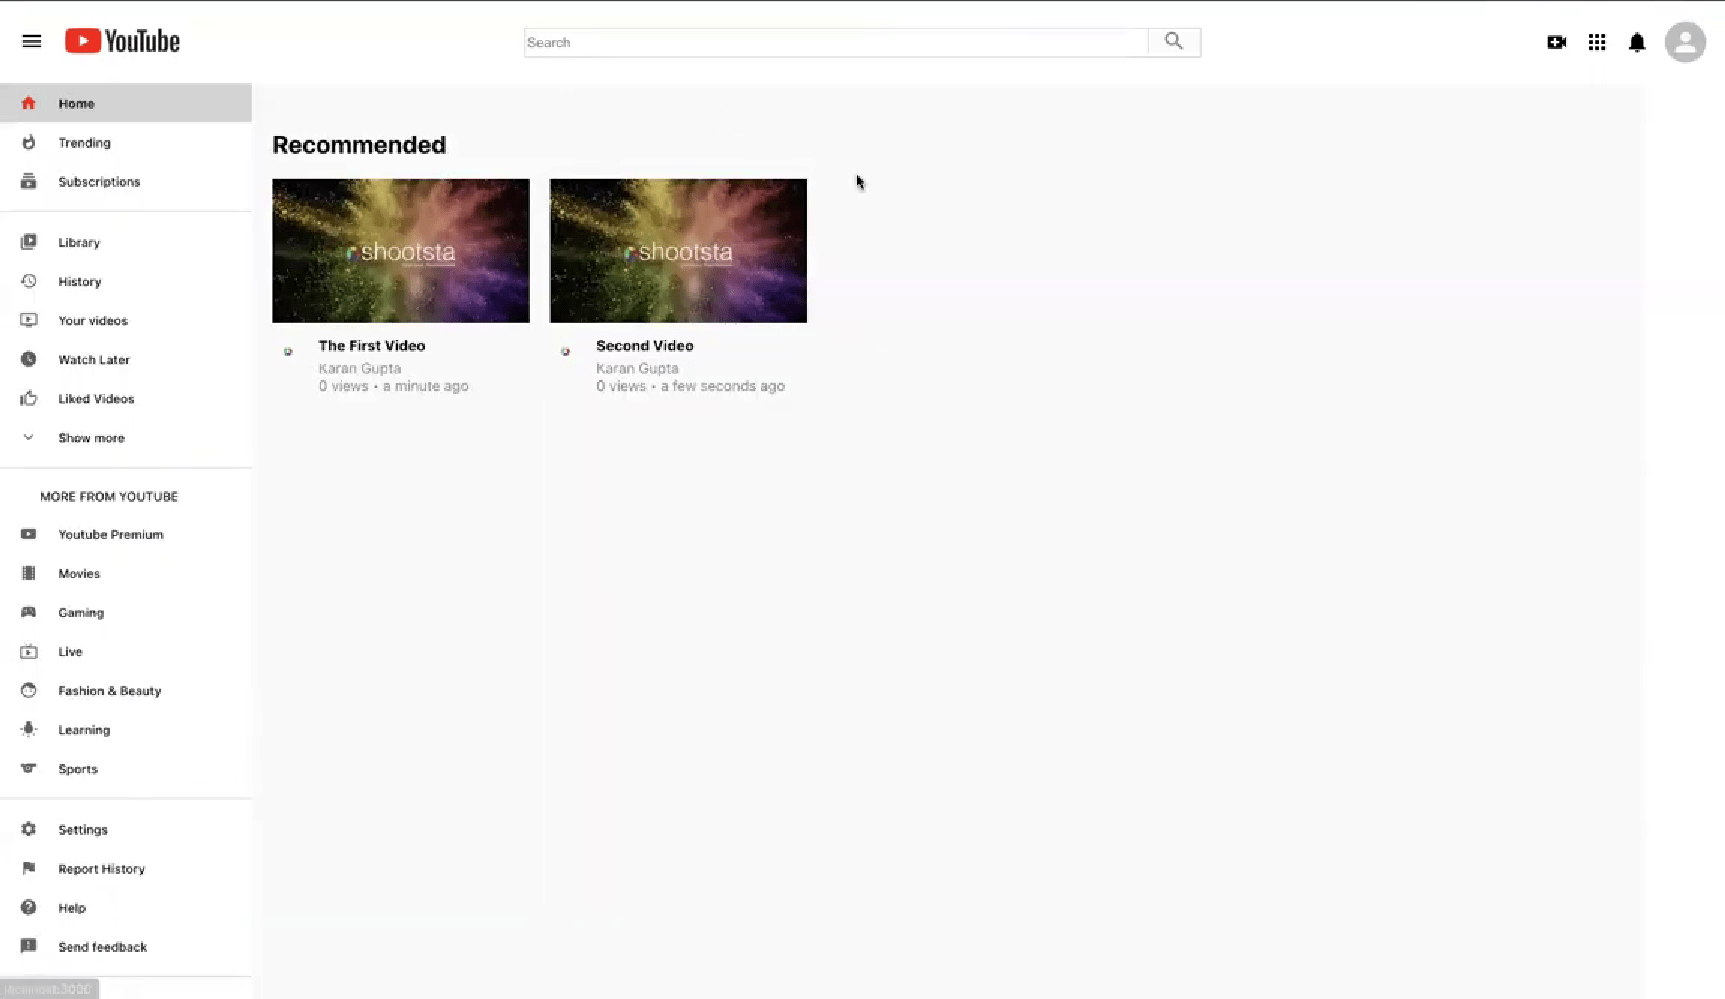 YouTube
Search
Home
Trending
Subscriptions
Library
History
Your videos
Watch Later
Liked Videos
Show more
MORE FROM YOUTUBE
Youtube Premium
Movies
Gaming
Live
Fashion & Beauty
Learning
Sports
Settings
Report History
Help
Send feedback
localhost:3000
Recommended
shootsta
The First Video
Karan Gupta
0 views • a minute ago
shootsta
Second Video
Karan Gupta
0 views • a few seconds ago